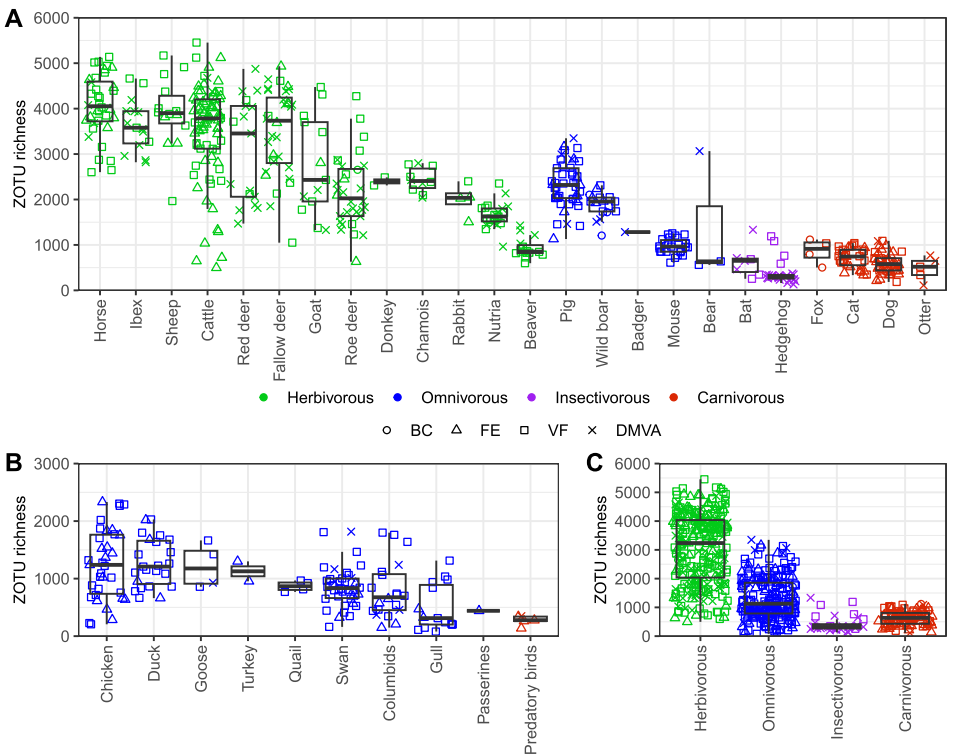 A
ZOTU richness
6000
5000
4000
3000
2000
1000
0
Horse
Ibex
Sheep
Cattle
Red deer
Fallow deer
Goat
Roe deer
Donkey
Chamois
Rabbit
Nutria
Beaver
Pig
Wild boar
Badger
Mouse
Bear
Bat
Hedgehog
Fox
Cat
Dog
Otter
Herbivorous Omnivorous Insectivorous Carnivorous
BC FE VF DMVA
B
ZOTU richness
3000
2000
1000
0
Chicken
Duck
Goose
Turkey
Quail
Swan
Columbids
Gull
Passerines
Predatory birds
C
ZOTU richness
6000
5000
4000
3000
2000
1000
0
Herbivorous
Omnivorous
Insectivorous
Carnivorous